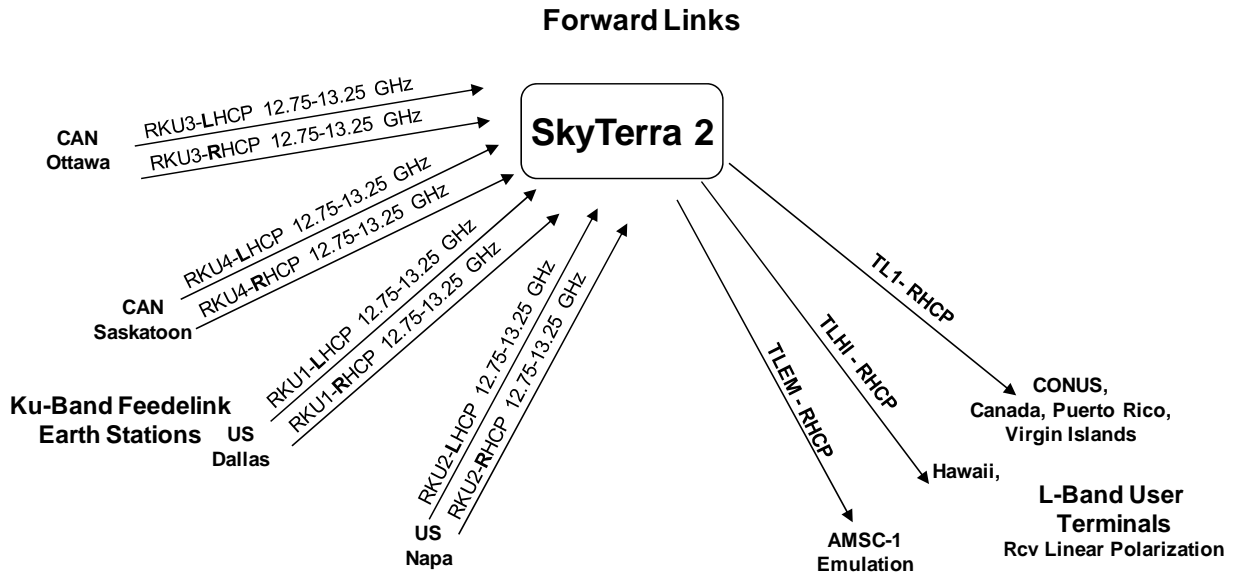 Forward Links
RKU3-LHCP 12.75-13.25 GHz
RKU3-RHCP 12.75-13.25 GHz
CAN
Ottawa
SkyTerra 2
RKU4-LHCP 12.75-13.25 GHz
RKU4-RHCP 12.75-13.25 GHz
CAN
Saskatoon
RKU1-LHCP 12.75-13.25 GHz
RKU1-RHCP 12.75-13.25 GHz
Ku-Band Feedelink
Earth Stations
US
Dallas
RKU2-LHCP 12.75-13.25 GHz
RKU2-RHCP 12.75-13.25 GHz
US
Napa
TLEM - RHCP
TLHI - RHCP
TL1- RHCP
CONUS,
Canada, Puerto Rico,
Virgin Islands
Hawaii,
AMSC-1
Emulation
L-Band User
Terminals
Rcv Linear Polarization